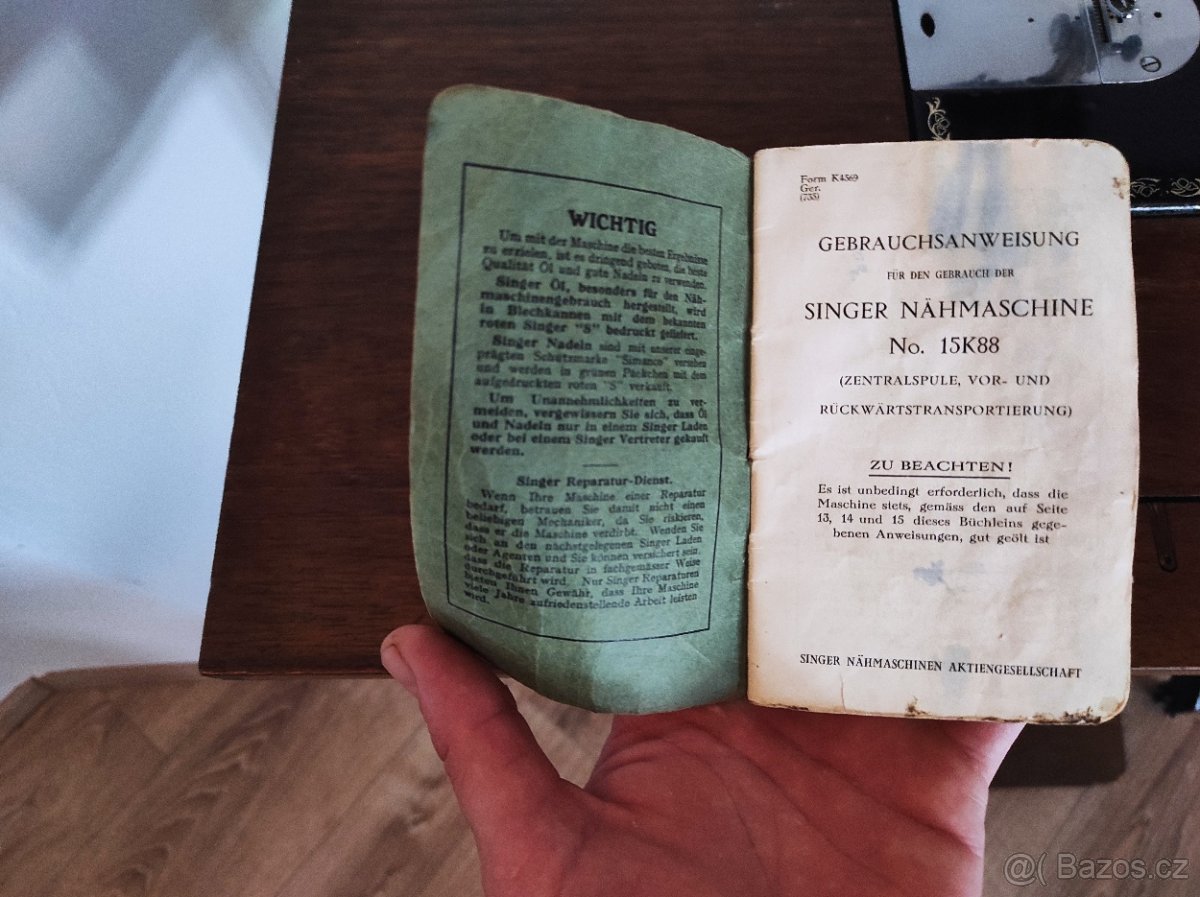 WICHTIG
Um mit der Maschine die besten Ergebnisse
zu erzielen, ist es dringend geboten, die beste
Qualität Öl und gute Nadeln zu verwenden.
Singer Öl, besonders für den Näh-
maschinengebrauch hergestellt, wird
in Blechkannen mit dem bekannten
roten Singer "S" bedruckt geliefert.
Singer Nadeln sind mit unserer einge-
prägten Schutzmarke "Simanco" versehen
und werden in grünen Päckchen mit dem
aufgedruckten roten "S" verkauft.
Um Unannehmlichkeiten zu ver-
meiden, vergewissern Sie sich, dass Öl
und Nadeln nur in einem Singer Laden
oder bei einem Singer Vertreter gekauft
werden.
Singer Reparatur-Dienst.
Wenn Ihre Maschine einer Reparatur
bedarf, betrauen Sie damit nicht einen
beliebigen Mechaniker, da Sie riskieren,
dass er die Maschine verdirbt. Wenden Sie
sich an den nächstgelegenen Singer Laden
oder Agenten und Sie können versichert sein,
dass die Reparatur in fachgemässer Weise
durchgeführt wird. Nur Singer Reparaturen
bieten Ihnen Gewähr, dass Ihre Maschine
viele Jahre zufriedenstellende Arbeit leisten
wird.
Form K4569
Ger.
(735)
GEBRAUCHSANWEISUNG
FÜR DEN GEBRAUCH DER
SINGER NÄHMASCHINE
No. 15K88
(ZENTRALSPULE, VOR- UND
RÜCKWÄRTSTRANSPORTIERUNG)
ZU BEACHTEN!
Es ist unbedingt erforderlich, dass die
Maschine stets, gemäss den auf Seite
13, 14 und 15 dieses Büchleins gege-
benen Anweisungen, gut geölt ist
SINGER NÄHMASCHINEN AKTIENGESELLSCHAFT
@( Bazos.cz